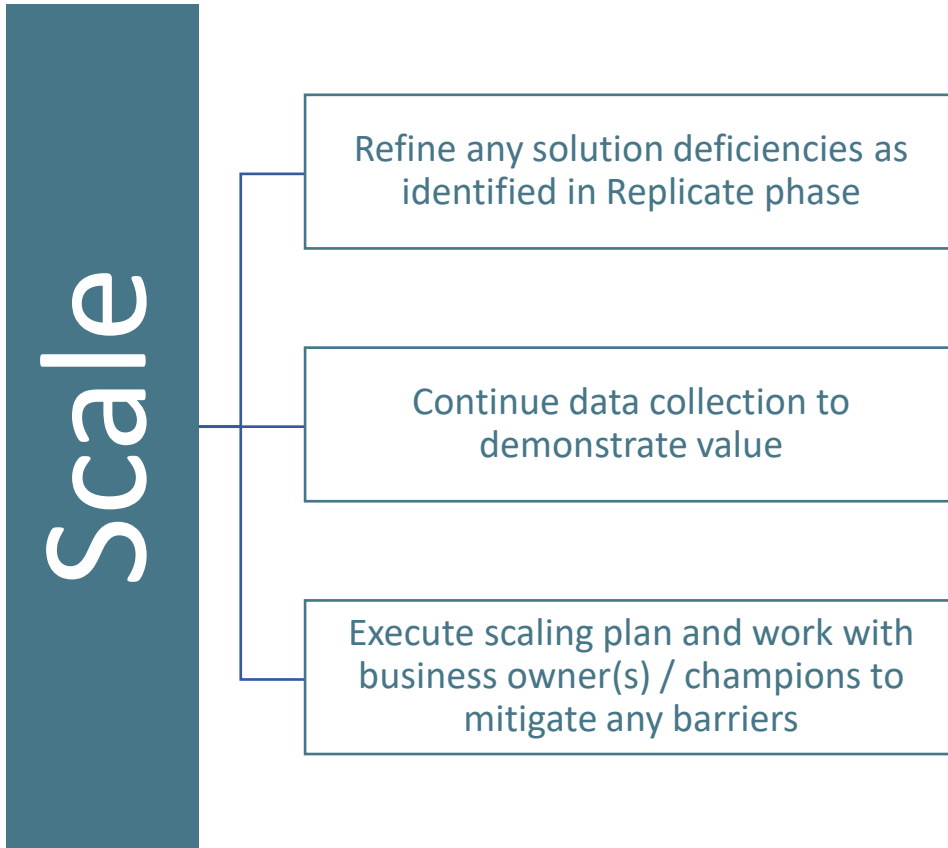 Scale
Refine any solution deficiencies as
identified in Replicate phase
Continue data collection to
demonstrate value
Execute scaling plan and work with
business owner(s) / champions to
mitigate any barriers